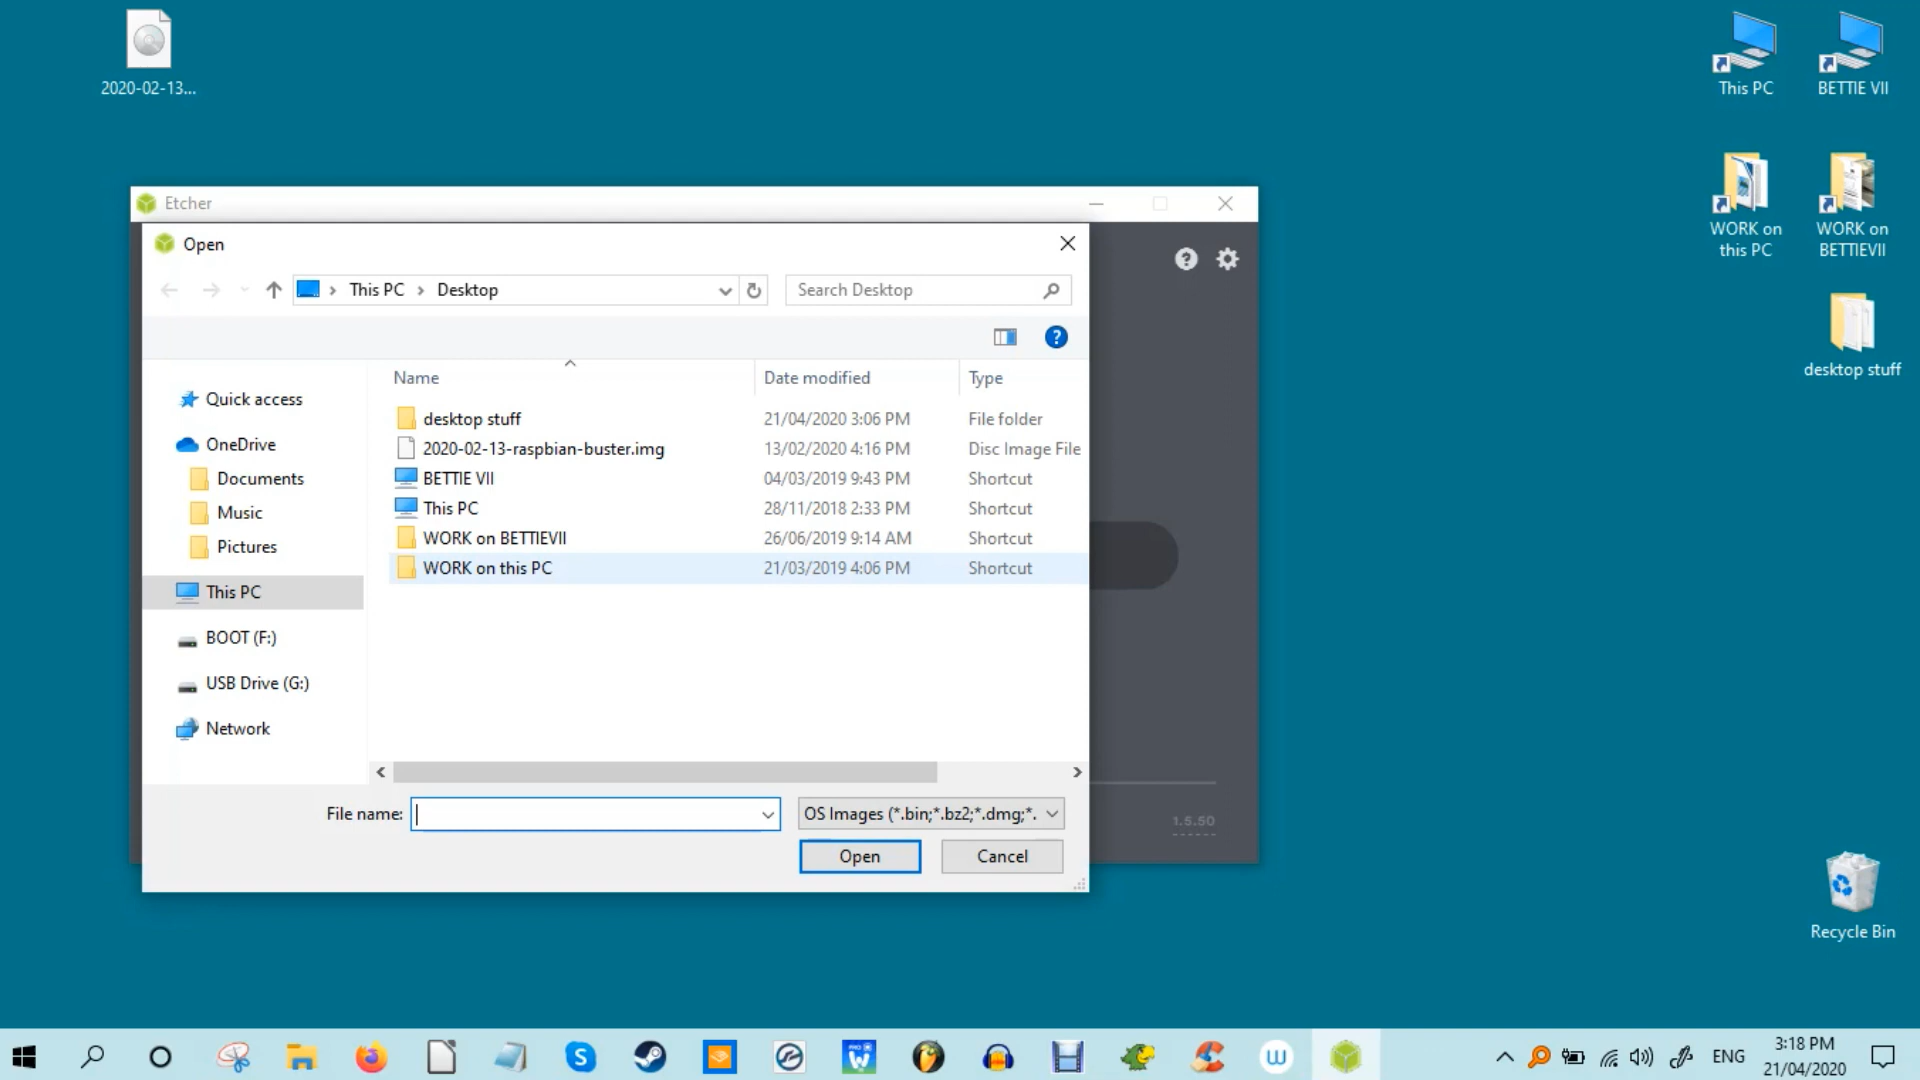 2020-02-13...
This PC
BETTIE VII
WORK on
this PC
WORK on
BETTIEVII
desktop stuff
Recycle Bin
Etcher
Open
This PC
Desktop
Search Desktop
Name
Date modified
Type
Quick access
OneDrive
Documents
Music
Pictures
This PC
BOOT (F:)
USB Drive (G:)
Network
desktop stuff 21/04/2020 3:06 PM File folder
2020-02-13-raspbian-buster.img 13/02/2020 4:16 PM Disc Image File
BETTIE VII 04/03/2019 9:43 PM Shortcut
This PC 28/11/2018 2:33 PM Shortcut
WORK on BETTIEVII 26/06/2019 9:14 AM Shortcut
WORK on this PC 21/03/2019 4:06 PM Shortcut
File name:
OS Images (*.bin;*.bz2;*.dmg;*.
Open
Cancel
1.5.50
ENG
3:18 PM
21/04/2020